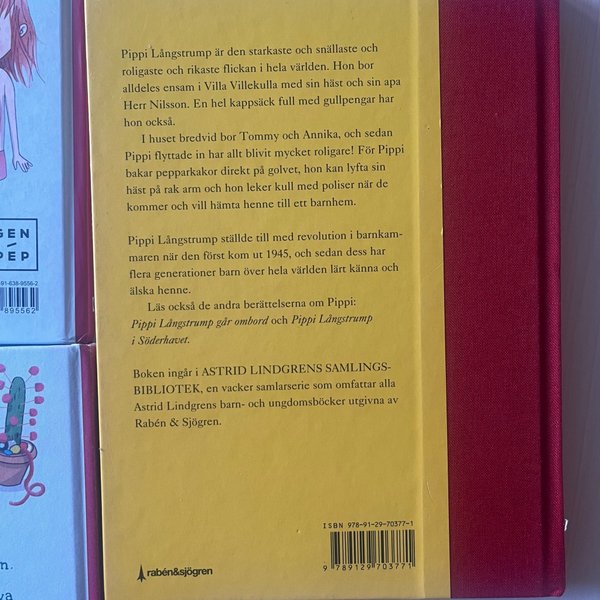 Pippi Långstrump är den starkaste och snällaste och
roligaste och rikaste flickan i hela världen. Hon bor
alldeles ensam i Villa Villekulla med sin häst och sin apa
Herr Nilsson. En hel kappsäck full med gullpengar har
hon också.
I huset bredvid bor Tommy och Annika, och sedan
Pippi flyttade in har allt blivit mycket roligare! För Pippi
bakar pepparkakor direkt på golvet, hon kan lyfta sin
häst på rak arm och hon leker kull med poliser när de
kommer och vill hämta henne till ett barnhem.
Pippi Långstrump ställde till med revolution i barnkam-
maren när den först kom ut 1945, och sedan dess har
flera generationer barn över hela världen lärt känna och
älska henne.
Läs också de andra berättelserna om Pippi:
Pippi Långstrump går ombord och Pippi Långstrump
i Söderhavet.
Boken ingår i ASTRID LINDGRENS SAMLINGS-
BIBLIOTEK, en vacker samlarserie som omfattar alla
Astrid Lindgrens barn- och ungdomsböcker utgivna av
Rabén & Sjögren.
ISBN 978-91-29-70377-1
9 789129 703771
rabén&sjögren
GEN
PEP
91-638-9556-2
895562